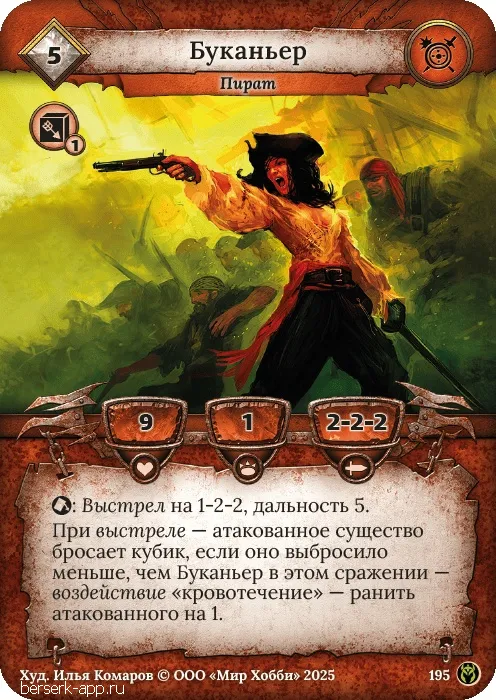 5
Буканьер
Пират
1
9
1
2-2-2
: Выстрел на 1-2-2, дальность 5.
При выстреле — атакованное существо
бросает кубик, если оно выбросило
меньше, чем Буканьер в этом сражении —
воздействие «кровотечение» — ранить
атакованного на 1.
Худ. Илья Комаров © ООО «Мир Хобби» 2025
195
berserk-app.ru